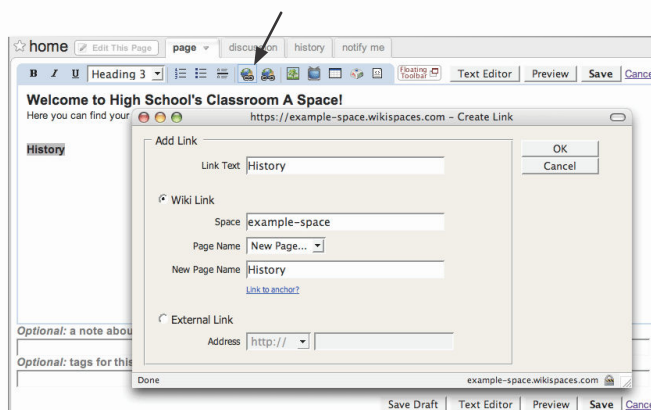 home Edit This Page page discussion history notify me
B I U Heading 3 Floating Toolbar Text Editor Preview Save Cance
Welcome to High School's Classroom A Space!
Here you can find your
https://example-space.wikispaces.com – Create Link
History
Add Link
Link Text History
OK
Cancel
Wiki Link
Space example-space
Page Name New Page...
New Page Name History
Link to anchor?
External Link
Address http://
Optional: a note abou
Optional: tags for this
Done example-space.wikispaces.com
Save Draft Text Editor Preview Save Cance